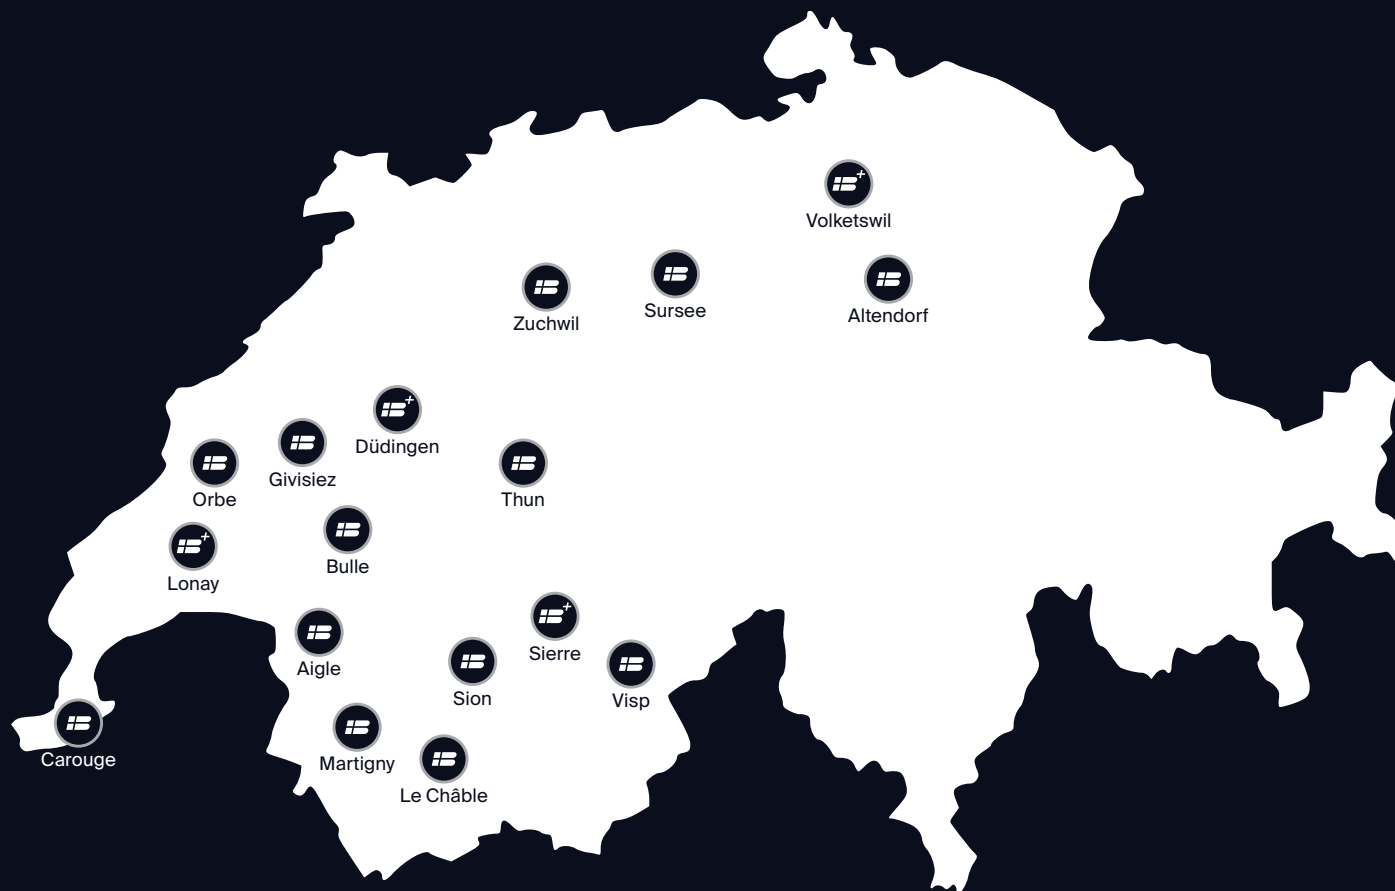 Volketswil
Sursee
Altendorf
Zuchwil
Düdingen
Givisiez
Thun
Orbe
Bulle
Lonay
Sierre
Aigle
Sion
Visp
Carouge
Martigny
Le Châble